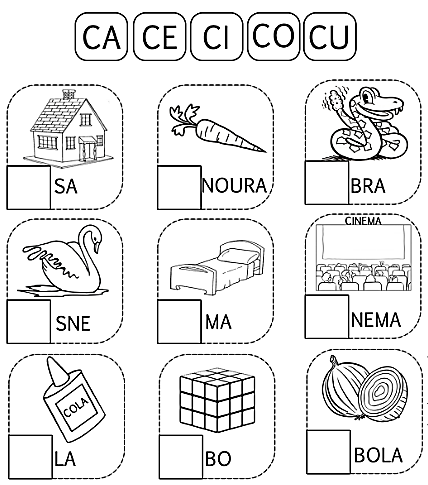 CA CE CI CO CU
SA NOURA BRA
CINEMA
SNE MA NEMA
COLA
LA BO BOLA